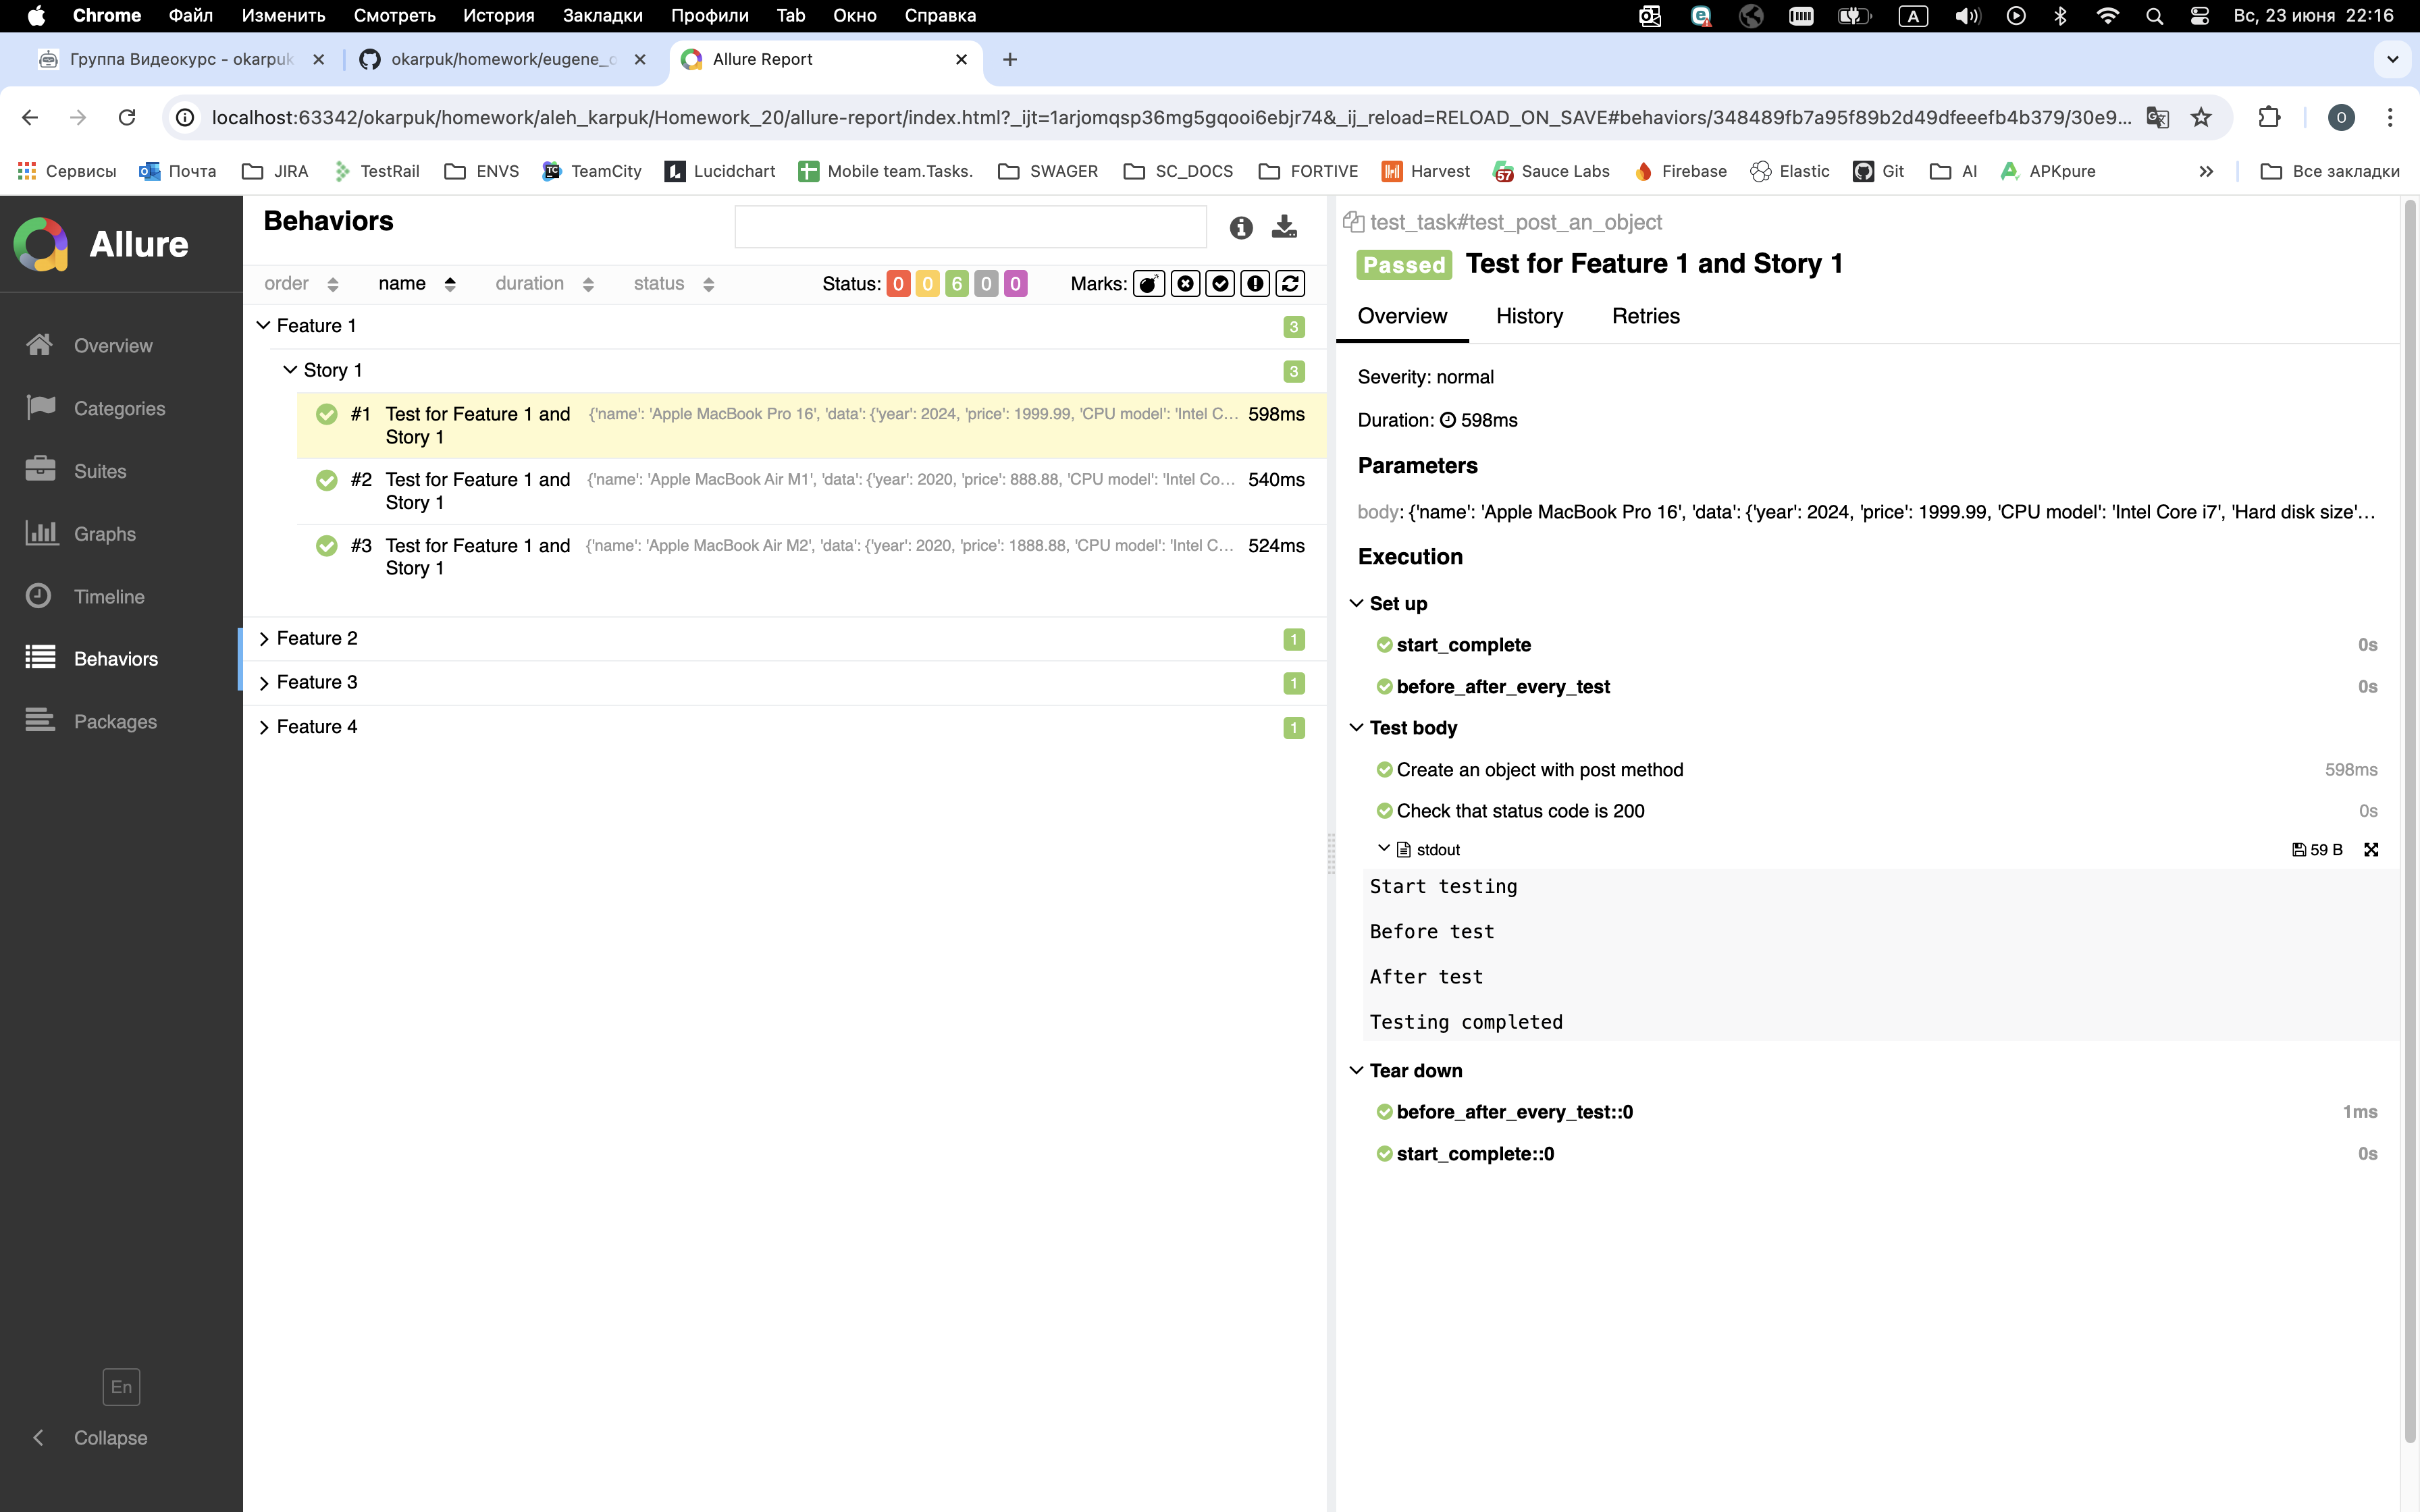 Chrome Файл Изменить Смотреть История Закладки Профили Tab Окно Справка A Вс, 23 июня 22:16
Группа Видеокурс - okarpuk okarpuk/homework/eugene_o Allure Report
localhost:63342/okarpuk/homework/aleh_karpuk/Homework_20/allure-report/index.html?_ijt=1arjomqsp36mg5gqooi6ebjr74&_ij_reload=RELOAD_ON_SAVE#behaviors/348489fb7a95f89b2d49dfeeefb4b379/30e9... O
Сервисы Почта JIRA TestRail ENVS TeamCity Lucidchart Mobile team.Tasks. SWAGER SC_DOCS FORTIVE Harvest Sauce Labs Firebase Elastic Git AI APKpure » Все закладки
Allure
Overview
Categories
Suites
Graphs
Timeline
Behaviors
Packages
En
Collapse
Behaviors
order name duration status Status: 0 0 6 0 0 Marks:
Feature 1 3
Story 1 3
#1 Test for Feature 1 and Story 1 {'name': 'Apple MacBook Pro 16', 'data': {'year': 2024, 'price': 1999.99, 'CPU model': 'Intel C... 598ms
#2 Test for Feature 1 and Story 1 {'name': 'Apple MacBook Air M1', 'data': {'year': 2020, 'price': 888.88, 'CPU model': 'Intel Co... 540ms
#3 Test for Feature 1 and Story 1 {'name': 'Apple MacBook Air M2', 'data': {'year': 2020, 'price': 1888.88, 'CPU model': 'Intel C... 524ms
Feature 2 1
Feature 3 1
Feature 4 1
test_task#test_post_an_object
Passed Test for Feature 1 and Story 1
Overview History Retries
Severity: normal
Duration: 598ms
Parameters
body: {'name': 'Apple MacBook Pro 16', 'data': {'year': 2024, 'price': 1999.99, 'CPU model': 'Intel Core i7', 'Hard disk size'...
Execution
Set up
start_complete 0s
before_after_every_test 0s
Test body
Create an object with post method 598ms
Check that status code is 200 0s
stdout 59 B
Start testing
Before test
After test
Testing completed
Tear down
before_after_every_test::0 1ms
start_complete::0 0s